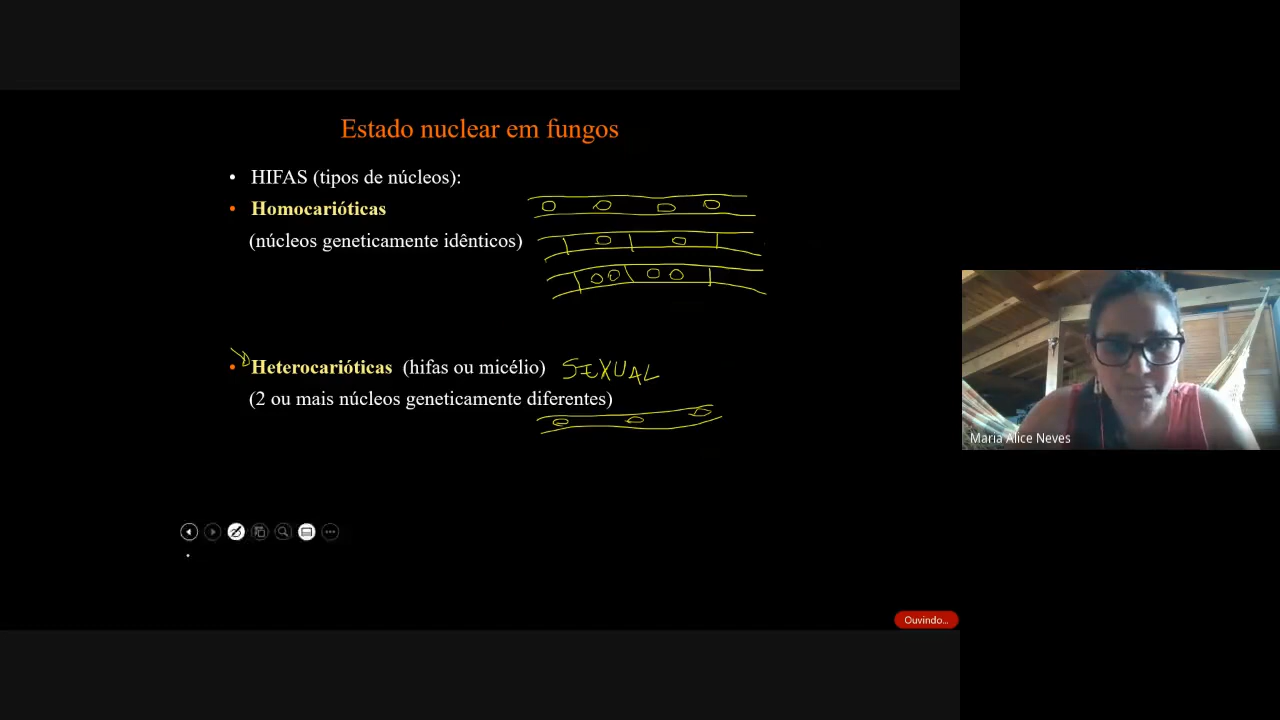 Estado nuclear em fungos
• HIFAS (tipos de núcleos):
• Homocarióticas
(núcleos geneticamente idênticos)
• Heterocarióticas (hifas ou micélio) SEXUAL
(2 ou mais núcleos geneticamente diferentes)
Maria Alice Neves
Ouvindo...